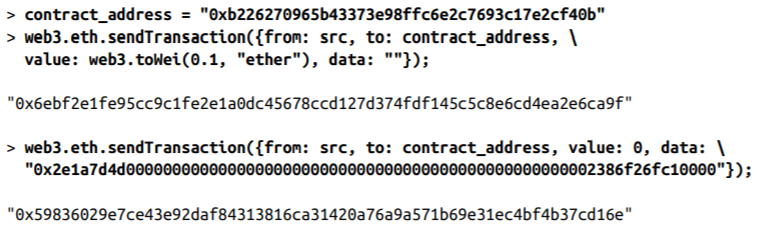 > contract_address = "0xb226270965b43373e98ffc6e2c7693c17e2cf40b"
> web3.eth.sendTransaction({from: src, to: contract_address, \
value: web3.toWei(0.1, "ether"), data: ""});
"0x6ebf2e1fe95cc9c1fe2e1a0dc45678ccd127d374fdf145c5c8e6cd4ea2e6ca9f"
> web3.eth.sendTransaction({from: src, to: contract_address, value: 0, data: \
"0x2e1a7d4d000000000000000000000000000000000000000000000000002386f26fc10000"});
"0x59836029e7ce43e92daf84313816ca31420a76a9a571b69e31ec4bf4b37cd16e"